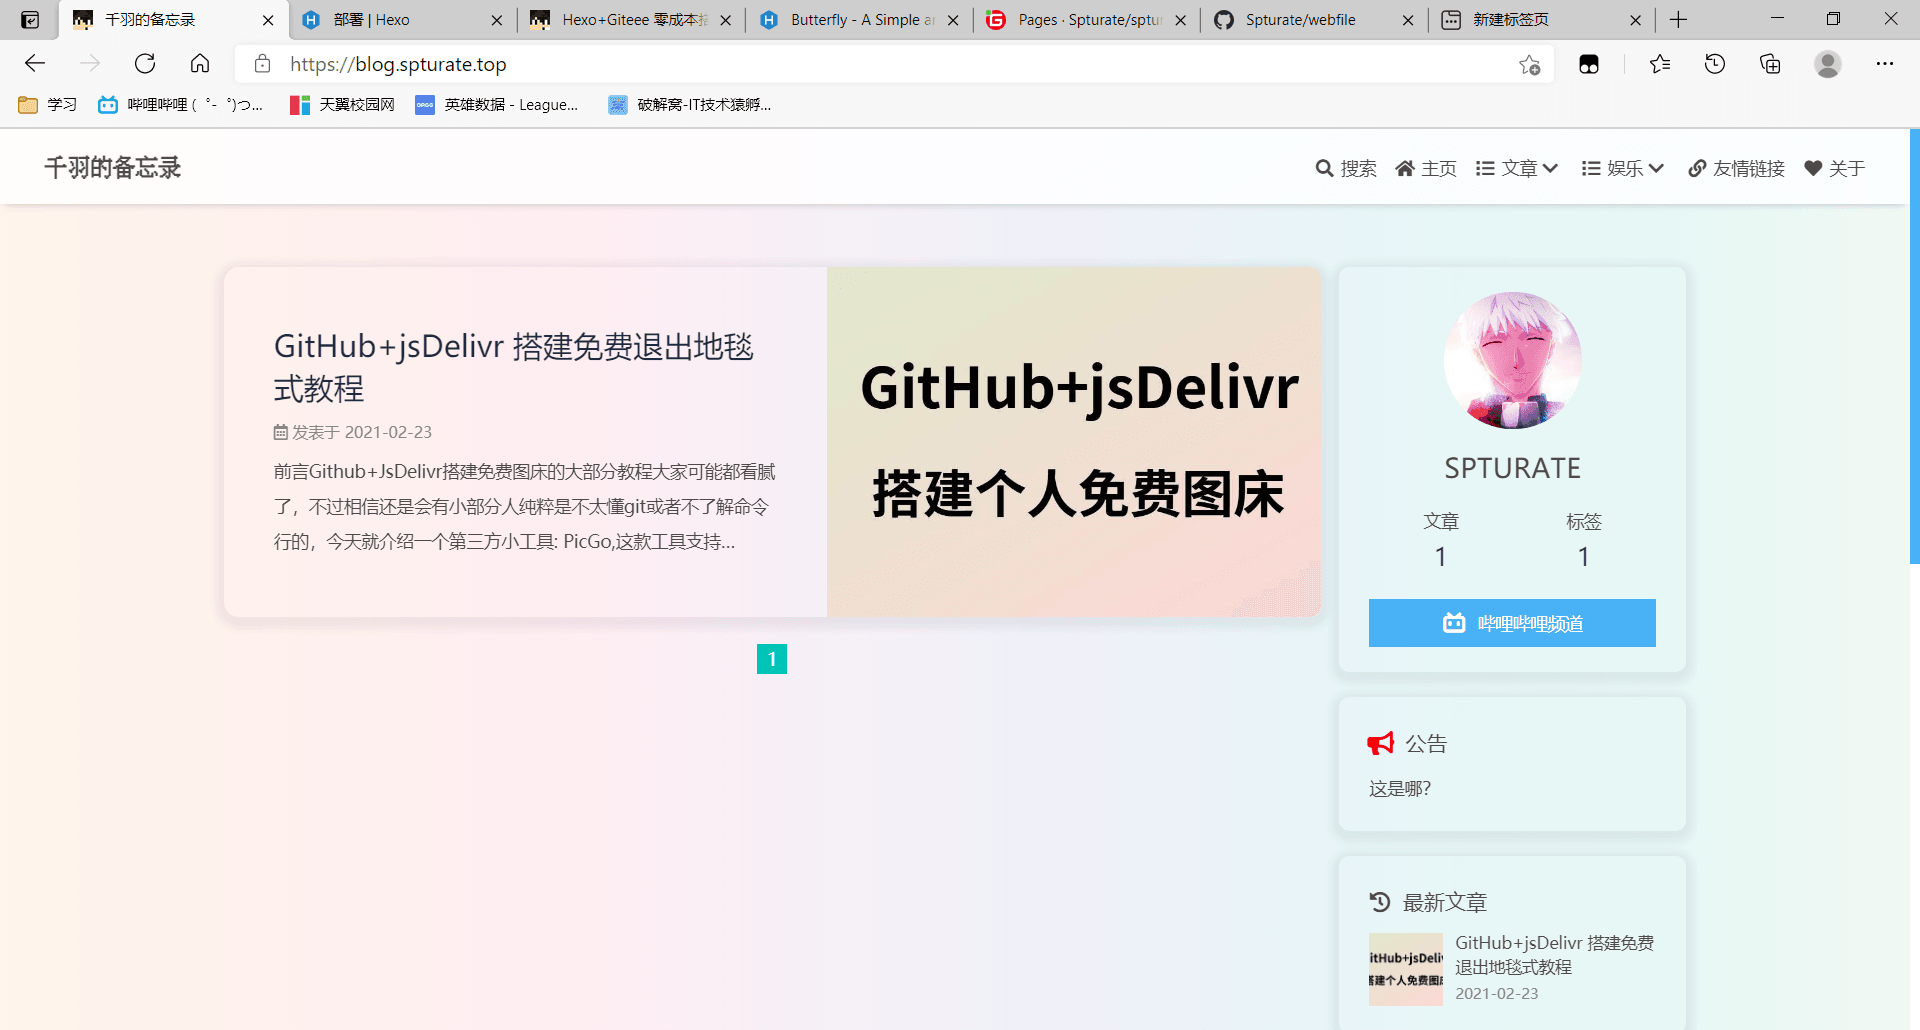 千羽的备忘录
部署 | Hexo
Hexo+Giteee 零成本搭
Butterfly - A Simple a
Pages · Spturate/sptur
Spturate/webfile
新建标签页
https://blog.spturate.top
学习
哔哩哔哩 ( ゜- ゜)つ...
天翼校园网
英雄数据 - League...
破解窝-IT技术猿孵...
千羽的备忘录
搜索
主页
文章
娱乐
友情链接
关于
GitHub+jsDelivr 搭建免费退出地毯
式教程
发表于 2021-02-23
前言Github+JsDelivr搭建免费图床的大部分教程大家可能都看腻
了，不过相信还是会有小部分人纯粹是不太懂git或者不了解命令
行的，今天就介绍一个第三方小工具: PicGo,这款工具支持...
GitHub+jsDelivr
搭建个人免费图床
1
SPTURATE
文章
标签
1
1
哔哩哔哩频道
公告
这是哪?
最新文章
itHub+jsDeliv
搭建个人免费图床
GitHub+jsDelivr 搭建免费
退出地毯式教程
2021-02-23